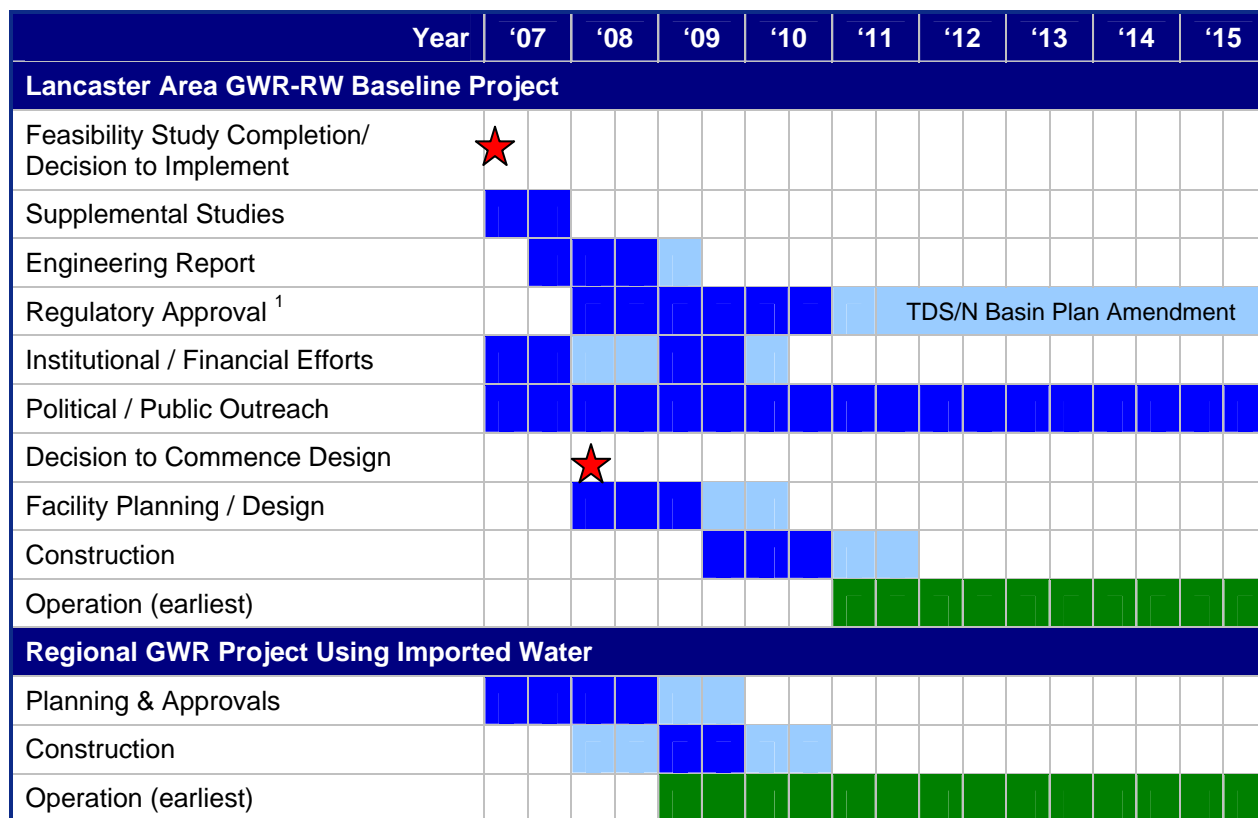 Year ‘07 ‘08 ‘09 ‘10 ‘11 ‘12 ‘13 ‘14 ‘15
Lancaster Area GWR-RW Baseline Project
Feasibility Study Completion/
Decision to Implement
Supplemental Studies
Engineering Report
Regulatory Approval 1 TDS/N Basin Plan Amendment
Institutional / Financial Efforts
Political / Public Outreach
Decision to Commence Design
Facility Planning / Design
Construction
Operation (earliest)
Regional GWR Project Using Imported Water
Planning & Approvals
Construction
Operation (earliest)